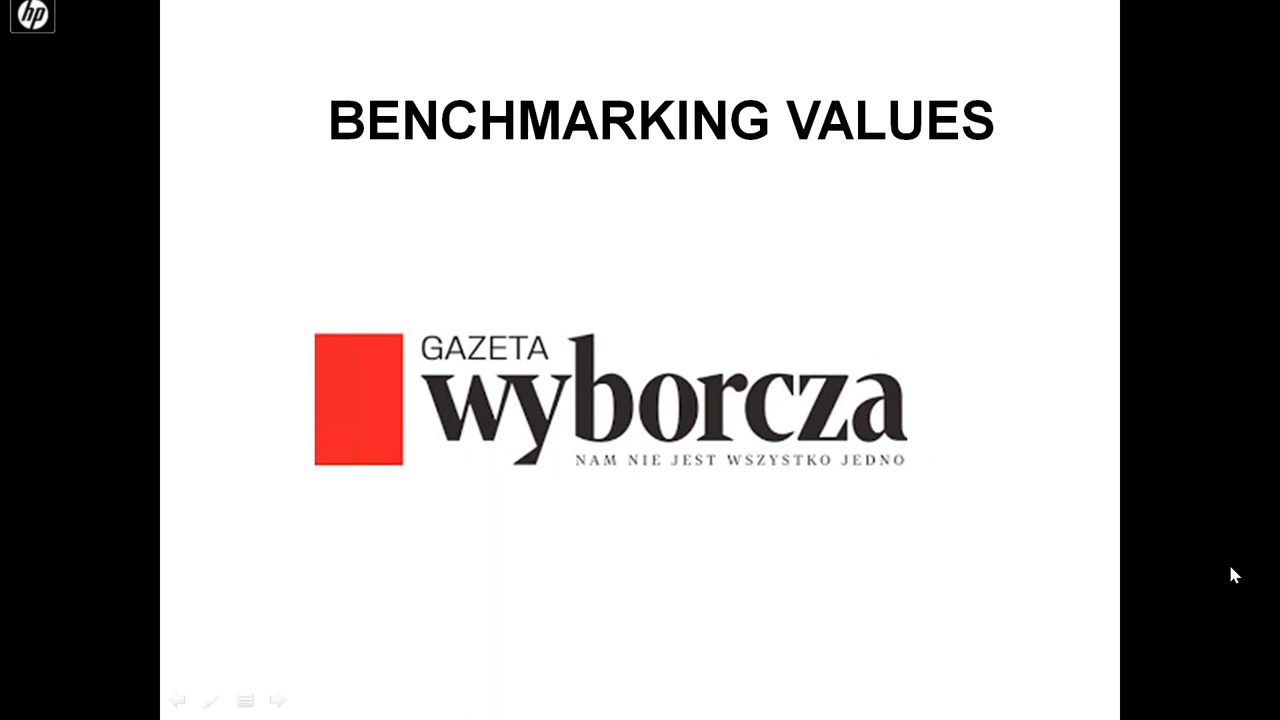 hp
BENCHMARKING VALUES
GAZETA
wyborcza
NAM NIE JEST WSZYSTKO JEDNO